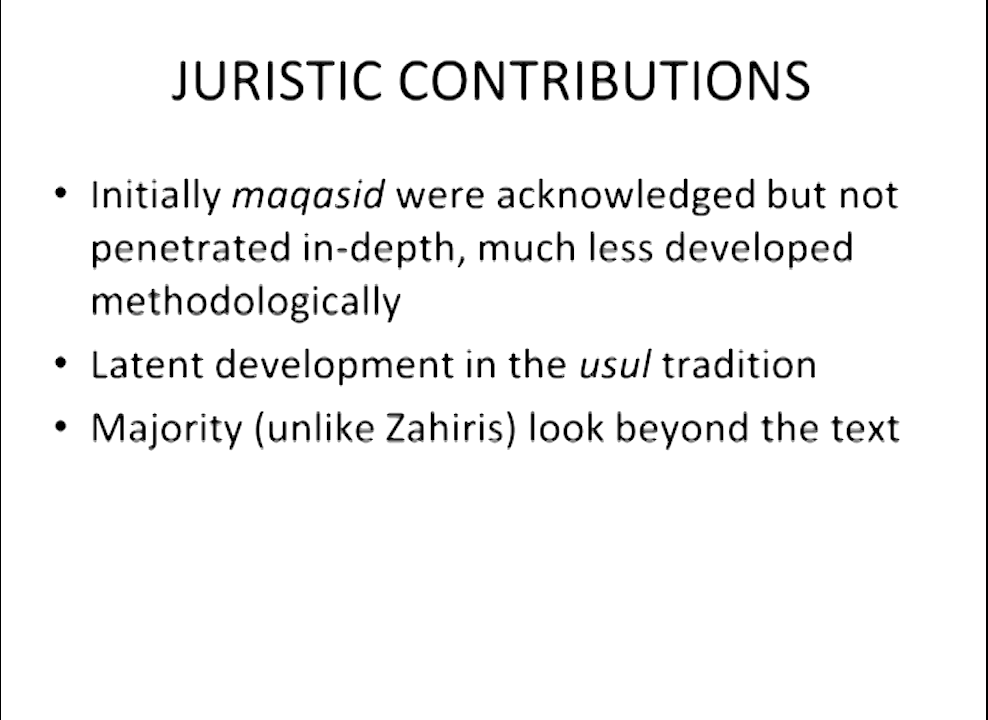 JURISTIC CONTRIBUTIONS
• Initially maqasid were acknowledged but not
penetrated in-depth, much less developed
methodologically
• Latent development in the usul tradition
• Majority (unlike Zahiris) look beyond the text